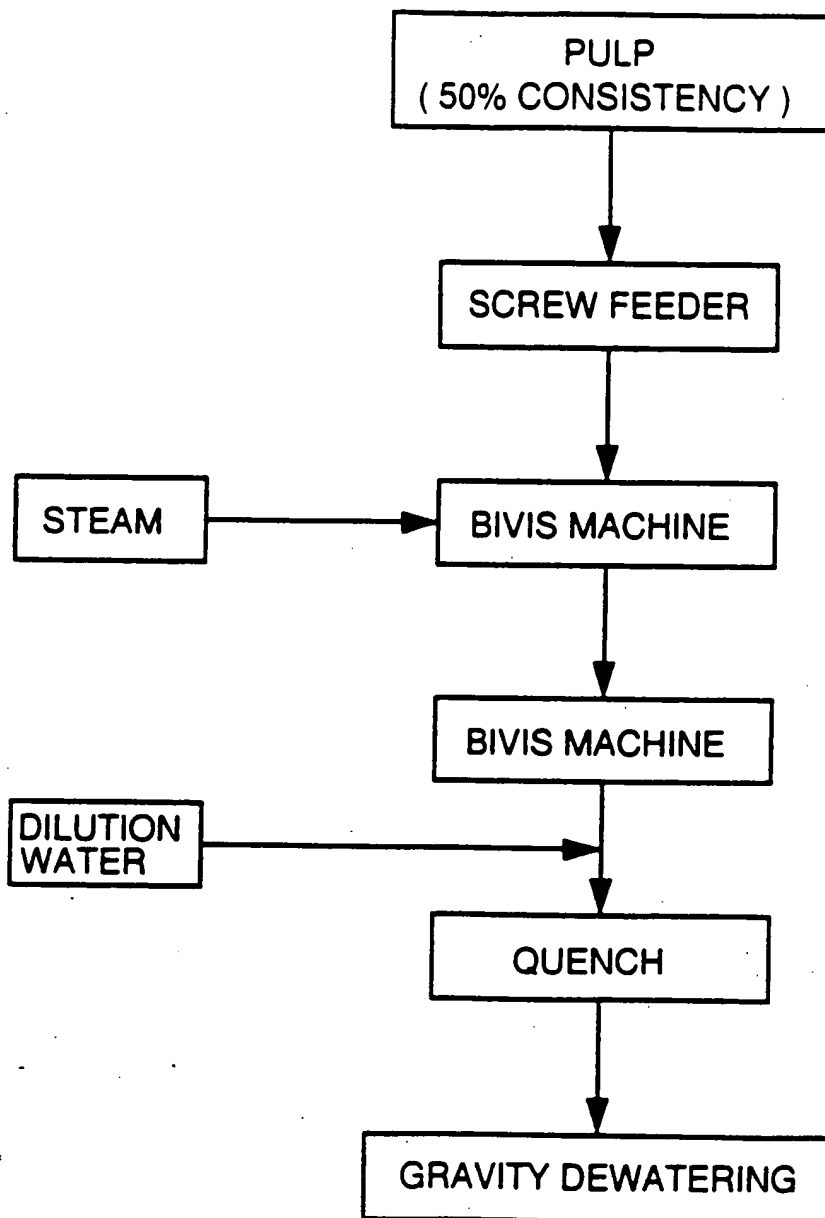 PULP
( 50% CONSISTENCY )
SCREW FEEDER
STEAM
BIVIS MACHINE
BIVIS MACHINE
DILUTION
WATER
QUENCH
GRAVITY DEWATERING